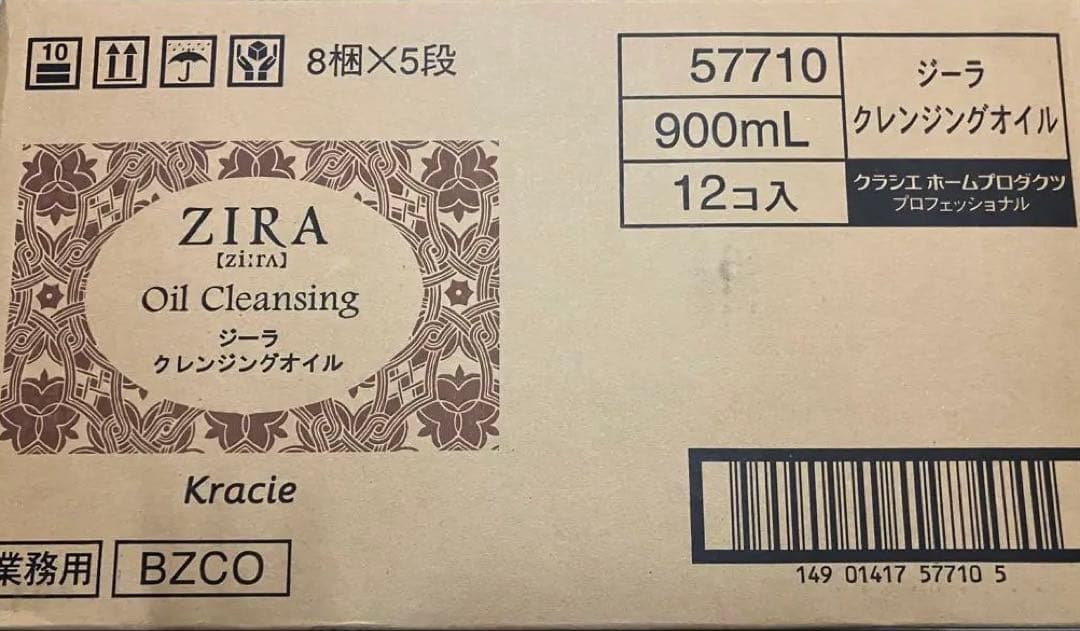 10
8梱×5段
57710
900mL
12コ入
ジーラ
クレンジングオイル
クラシエ ホームプロダクツ
プロフェッショナル
ZIRA
[zi:rʌ]
Oil Cleansing
ジーラ
クレンジングオイル
Kracie
業務用
BZCO
149 01417 57710 5